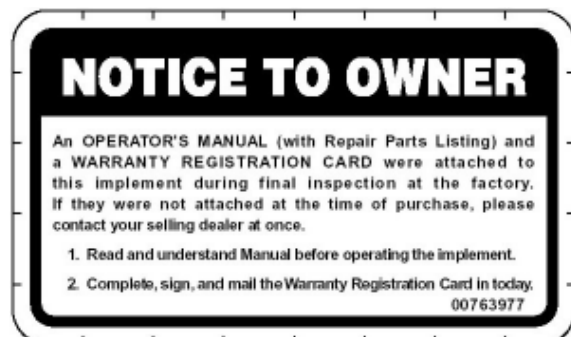 NOTICE TO OWNER
An OPERATOR'S MANUAL (with Repair Parts Listing) and
a WARRANTY REGISTRATION CARD were attached to
this implement during final inspection at the factory.
If they were not attached at the time of purchase, please
contact your selling dealer at once.
1. Read and understand Manual before operating the implement.
2. Complete, sign, and mail the Warranty Registration Card in today.
00763977